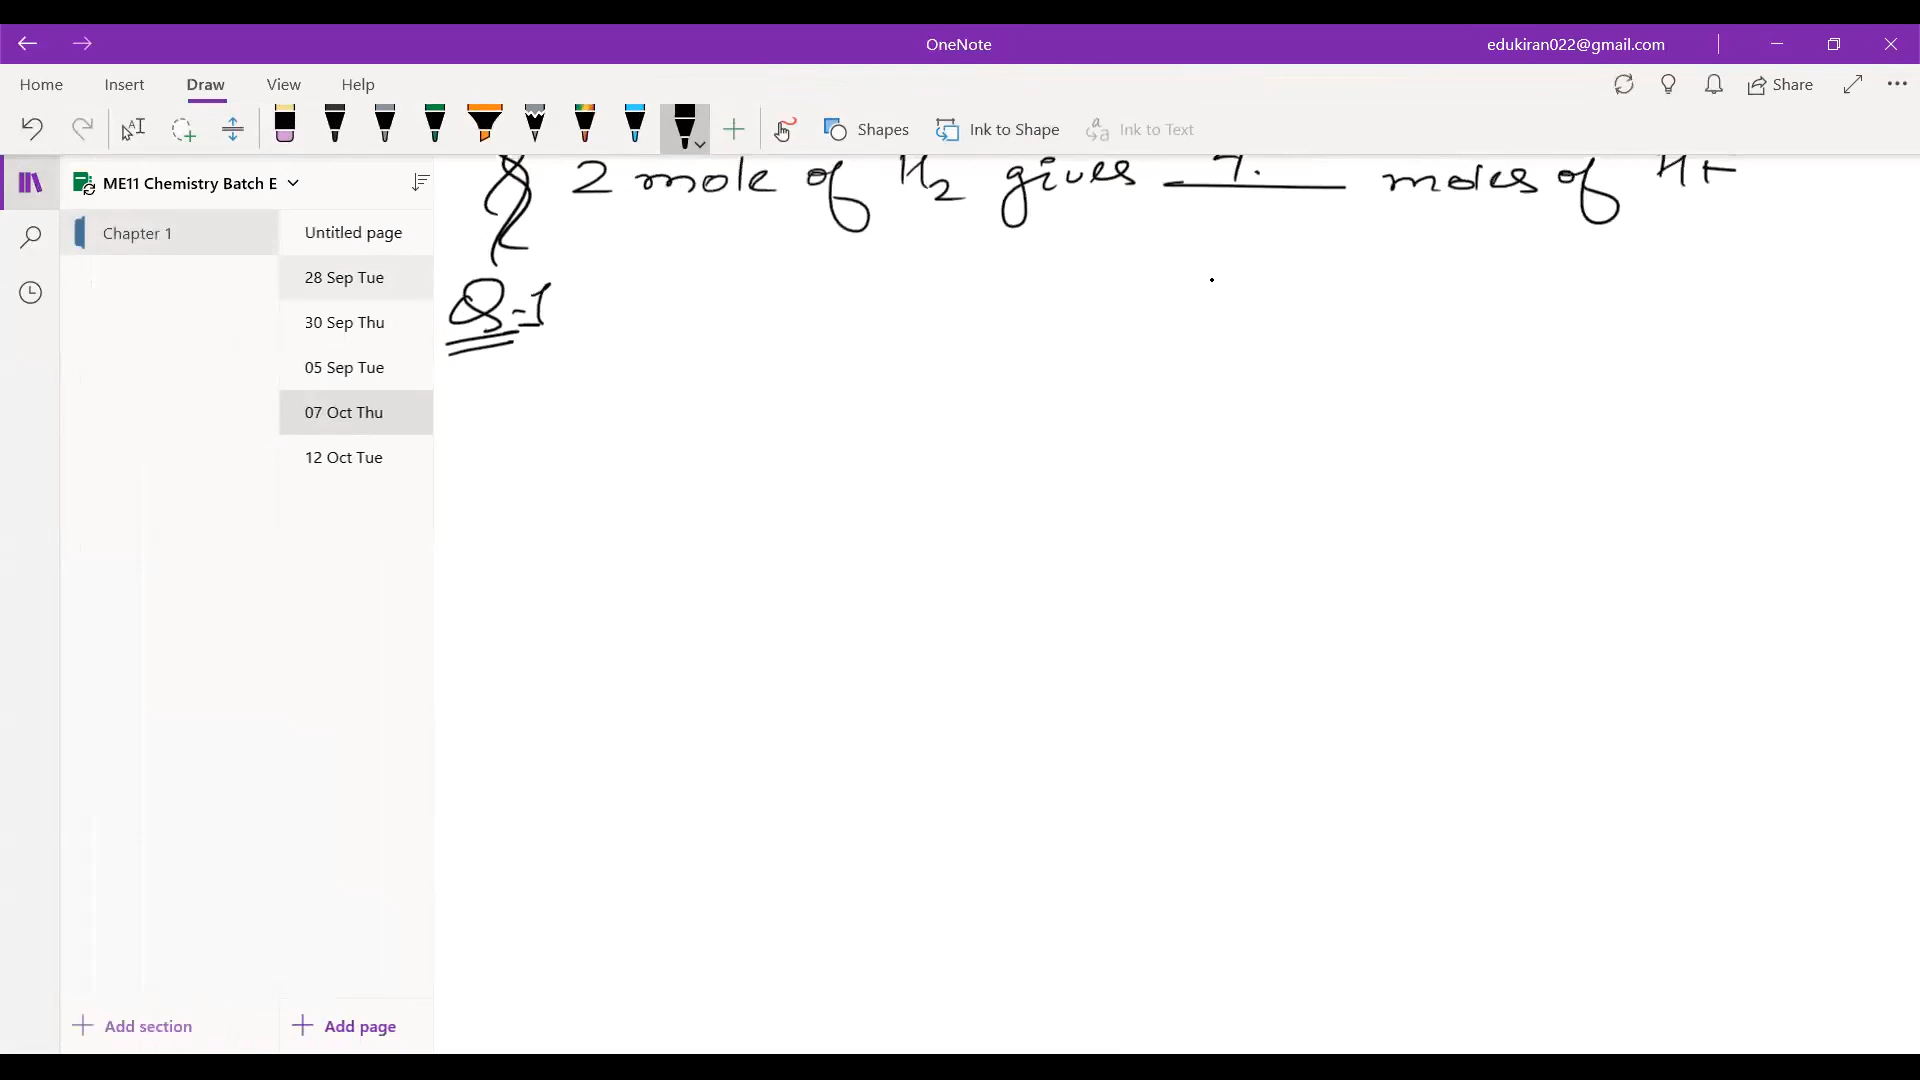 OneNote
edukiran022@gmail.com
Home Insert Draw View Help
Share
Shapes
Ink to Shape
Ink to Text
ME11 Chemistry Batch E
Chapter 1
Untitled page
28 Sep Tue
30 Sep Thu
05 Sep Tue
07 Oct Thu
12 Oct Tue
2 mole of H2 gives ____ moles of
Q-1
Add section
Add page